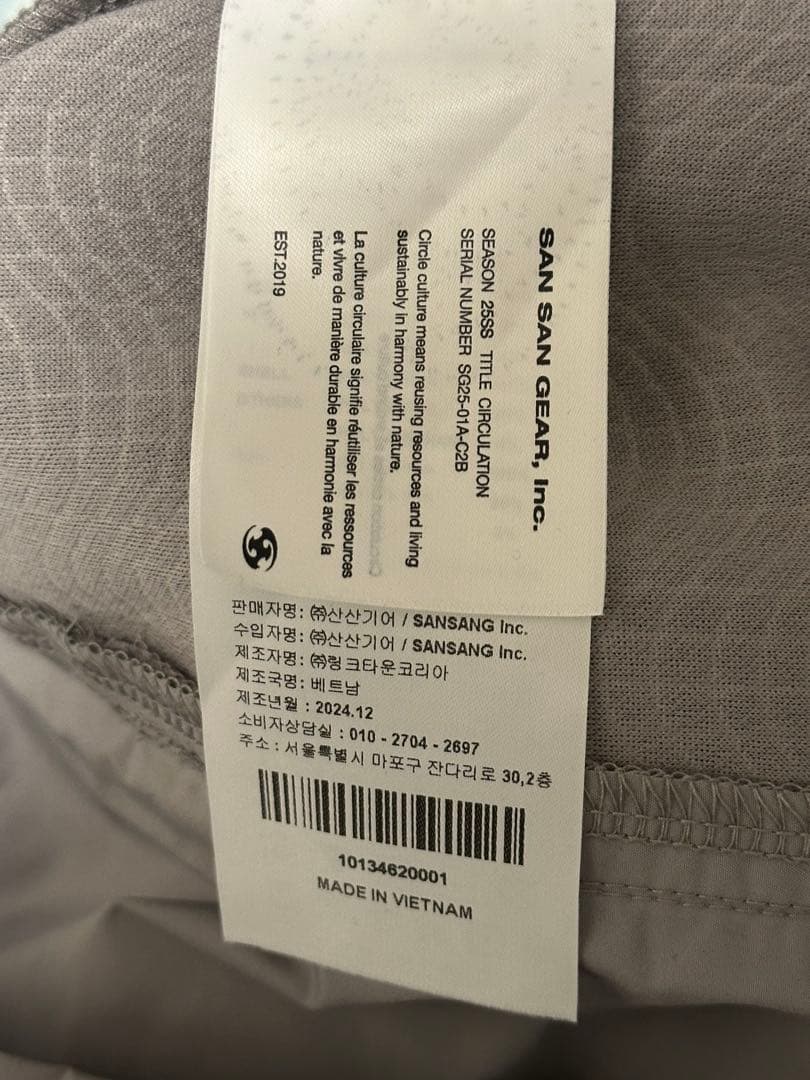 SAN SAN GEAR, Inc.
SEASON 25SS TITLE CIRCULATION
SERIAL NUMBER SG25-01A-C2B
Circle culture means reusing resources and living
sustainably in harmony with nature.
La culture circulaire signifie réutiliser les ressources
et vivre de manière durable en harmonie avec la
nature.
EST.2019
판매자명: ㈜산산기어 / SANSANG Inc.
수입자명: ㈜산산기어 / SANSANG Inc.
제조자명: ㈜링크타운코리아
제조국명: 베트남
제조년월 : 2024.12
소비자상담실 : 010 - 2704 - 2697
주소 : 서울특별시 마포구 잔다리로 30,2층
10134620001
MADE IN VIETNAM